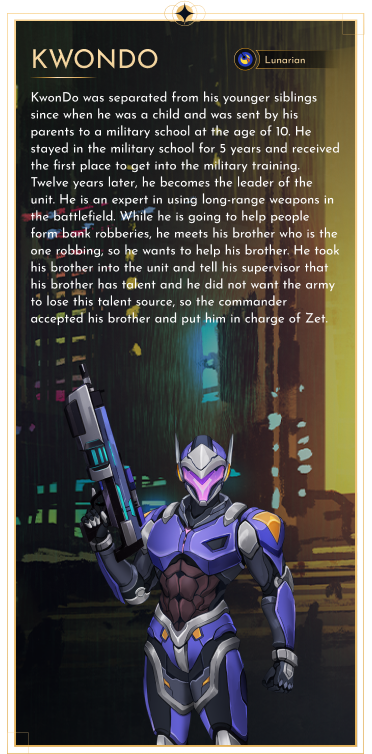 KWONDO
Lunarian
KwonDo was separated from his younger siblings
since when he was a child and was sent by his
parents to a military school at the age of 10. He
stayed in the military school for 5 years and received
the first place to get into the military training.
Twelve years later, he becomes the leader of the
unit. He is an expert in using long-range weapons in
the battlefield. While he is going to help people
form bank robberies, he meets his brother who is the
one robbing, so he wants to help his brother. He took
his brother into the unit and tell his supervisor that
his brother has talent and he did not want the army
to lose this talent source, so the commander
accepted his brother and put him in charge of Zet.